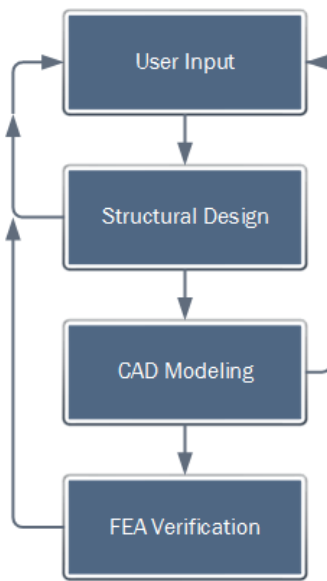 User Input
Structural Design
CAD Modeling
FEA Verification